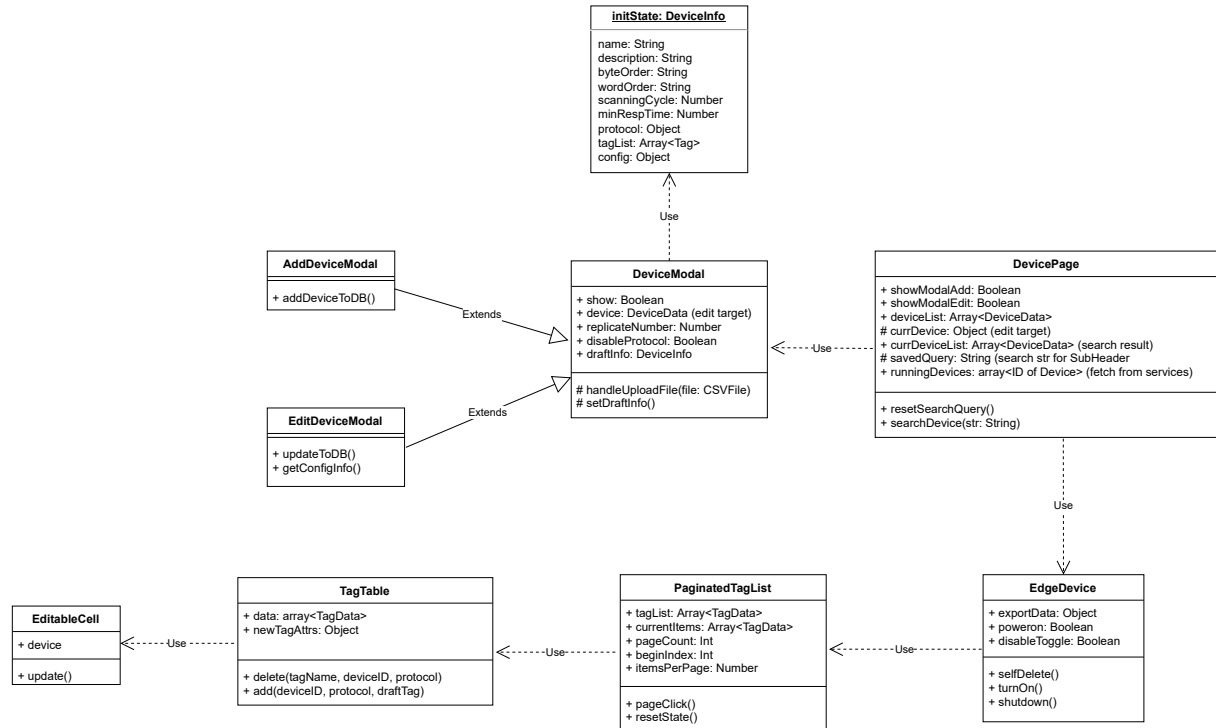 initState: DeviceInfo
name: String
description: String
byteOrder: String
wordOrder: String
scanningCycle: Number
minRespTime: Number
protocol: Object
tagList: Array<Tag>
config: Object
Use
AddDeviceModal
+ addDeviceToDB()
Extends
DeviceModal
+ show: Boolean
+ device: DeviceData (edit target)
+ replicateNumber: Number
+ disableProtocol: Boolean
+ draftInfo: DeviceInfo
# handleUploadFile(file: CSVFile)
# setDraftInfo()
Use
DevicePage
+ showModalAdd: Boolean
+ showModalEdit: Boolean
+ deviceList: Array<DeviceData>
# currDevice: Object (edit target)
+ currDeviceList: Array<DeviceData> (search result)
# savedQuery: String (search str for SubHeader
+ runningDevices: array<ID of Device> (fetch from services)
+ resetSearchQuery()
+ searchDevice(str: String)
EditDeviceModal
+ updateToDB()
+ getConfigInfo()
Extends
Use
EditableCell
+ device
+ update()
Use
TagTable
+ data: array<TagData>
+ newTagAttrs: Object
+ delete(tagName, deviceID, protocol)
+ add(deviceID, protocol, draftTag)
Use
PaginatedTagList
+ tagList: Array<TagData>
+ currentItems: Array<TagData>
+ pageCount: Int
+ beginIndex: Int
+ itemsPerPage: Number
+ pageClick()
+ resetState()
Use
EdgeDevice
+ exportData: Object
+ poweron: Boolean
+ disableToggle: Boolean
+ selfDelete()
+ turnOn()
+ shutdown()